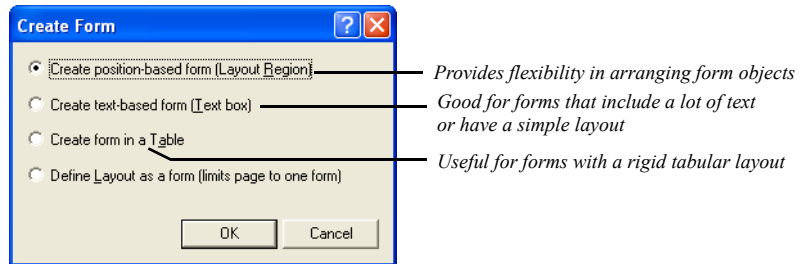 Create Form
Create position-based form (Layout Region)
Provides flexibility in arranging form objects
Create text-based form (Text box)
Good for forms that include a lot of text
or have a simple layout
Create form in a Table
Useful for forms with a rigid tabular layout
Define Layout as a form (limits page to one form)
OK
Cancel